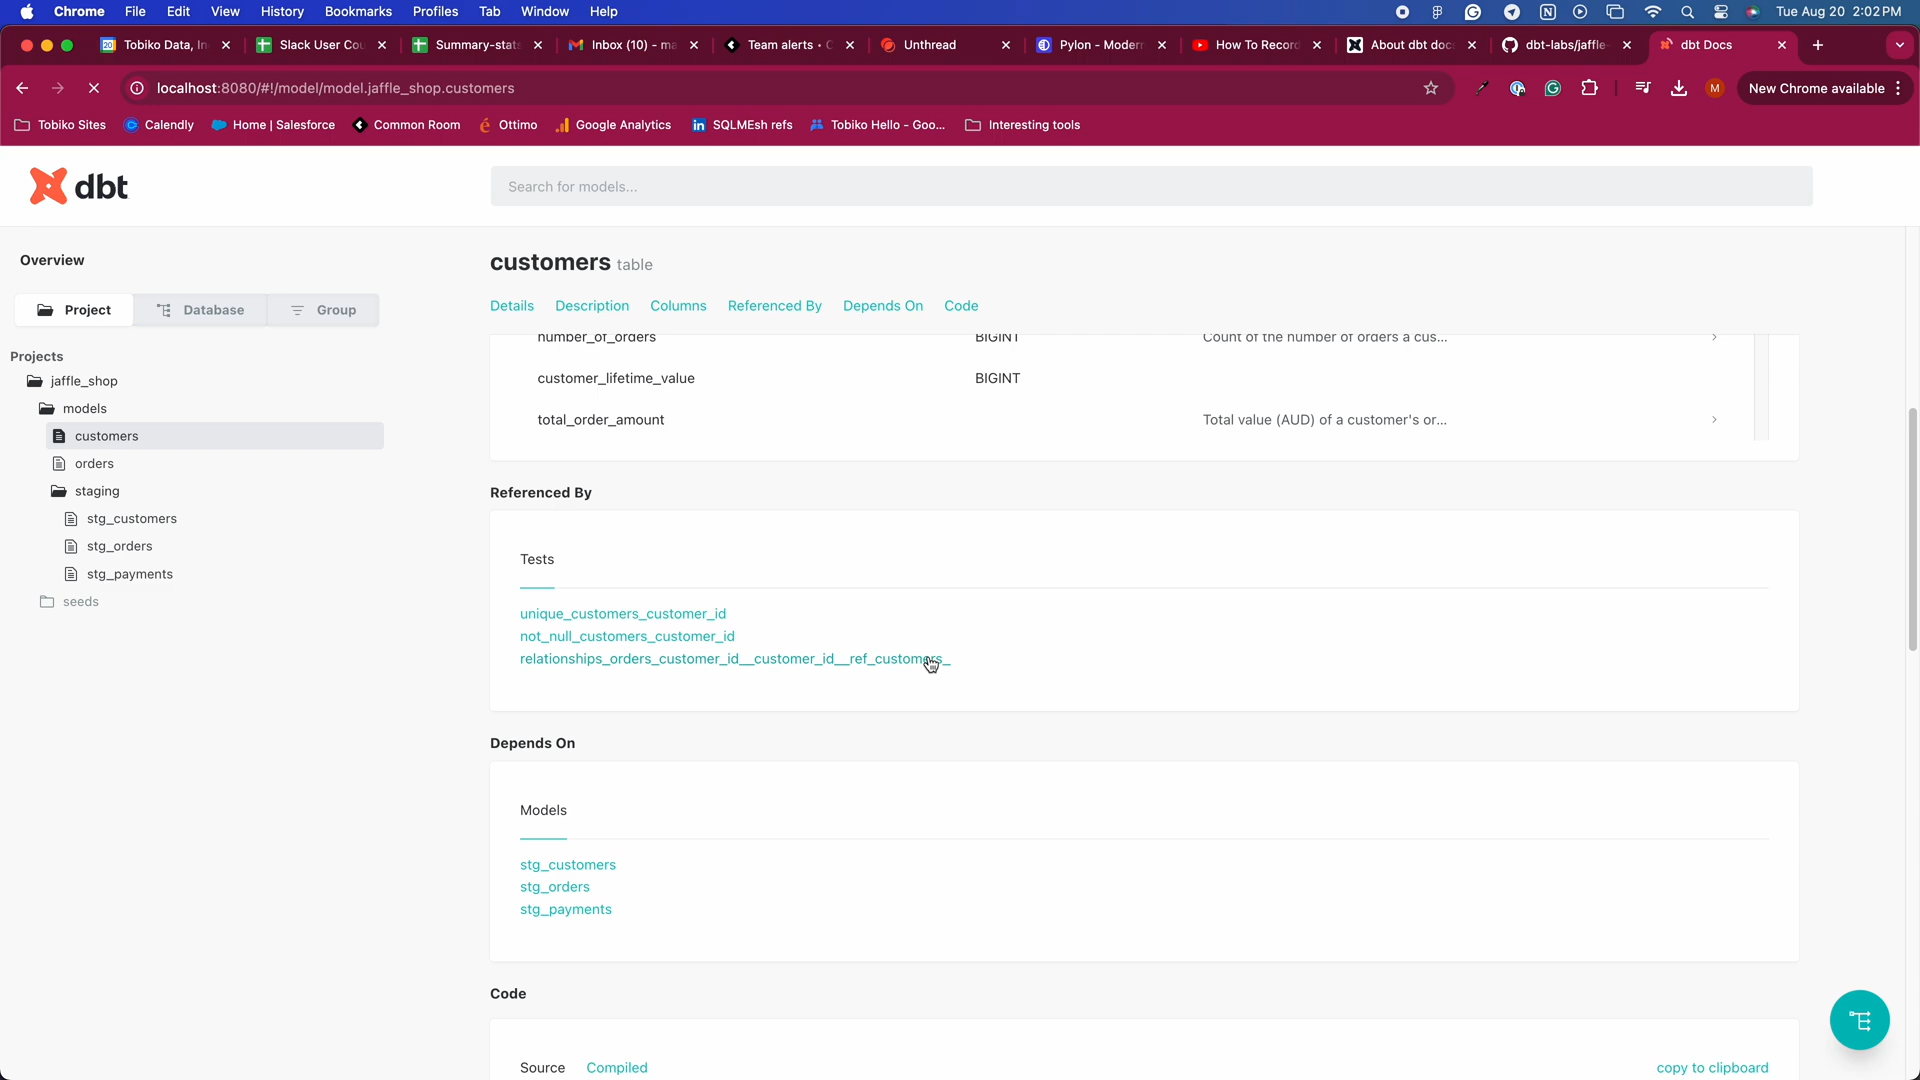 Chrome File Edit View History Bookmarks Profiles Tab Window Help Tue Aug 20 2:02 PM
20 Tobiko Data, In Slack User Cou Summary-stats Inbox (10) - ma Team alerts • C Unthread Pylon - Modern How To Record About dbt doc dbt-labs/jaffle- dbt Docs
localhost:8080/#!/model/model.jaffle_shop.customers M New Chrome available
Tobiko Sites Calendly Home | Salesforce Common Room Ottimo Google Analytics SQLMEsh refs Tobiko Hello - Goo... Interesting tools
dbt
Search for models...
Overview
Project Database Group
Projects
jaffle_shop
models
customers
orders
staging
stg_customers
stg_orders
stg_payments
seeds
customers table
Details Description Columns Referenced By Depends On Code
number_of_orders BIGINT Count of the number of orders a cus...
customer_lifetime_value BIGINT
total_order_amount Total value (AUD) of a customer's or...
Referenced By
Tests
unique_customers_customer_id
not_null_customers_customer_id
relationships_orders_customer_id__customer_id__ref_customers_
Depends On
Models
stg_customers
stg_orders
stg_payments
Code
Source Compiled copy to clipboard